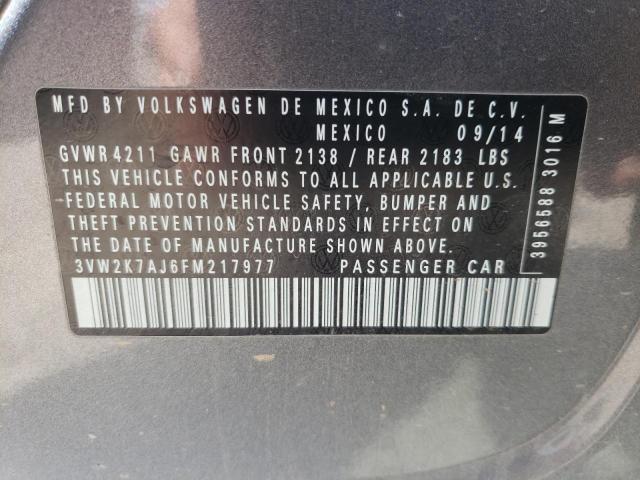 MFD BY VOLKSWAGEN DE MEXICO S.A. DE C.V.
MEXICO 09/14
GVWR 4211 GAWR FRONT 2138 / REAR 2183 LBS
THIS VEHICLE CONFORMS TO ALL APPLICABLE U.S.
FEDERAL MOTOR VEHICLE SAFETY, BUMPER AND
THEFT PREVENTION STANDARDS IN EFFECT ON
THE DATE OF MANUFACTURE SHOWN ABOVE.
3VW2K7AJ6FM217977 PASSENGER CAR
3956588 3016 M